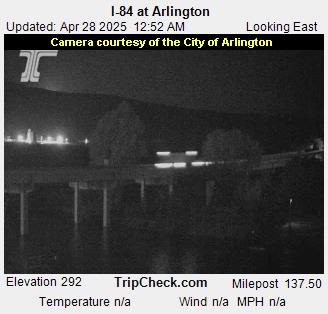 I-84 at Arlington
Updated: Apr 28 2025 12:52 AM Looking East
Camera courtesy of the City of Arlington
Elevation 292 TripCheck.com Milepost 137.50
Temperature n/a Wind n/a MPH n/a